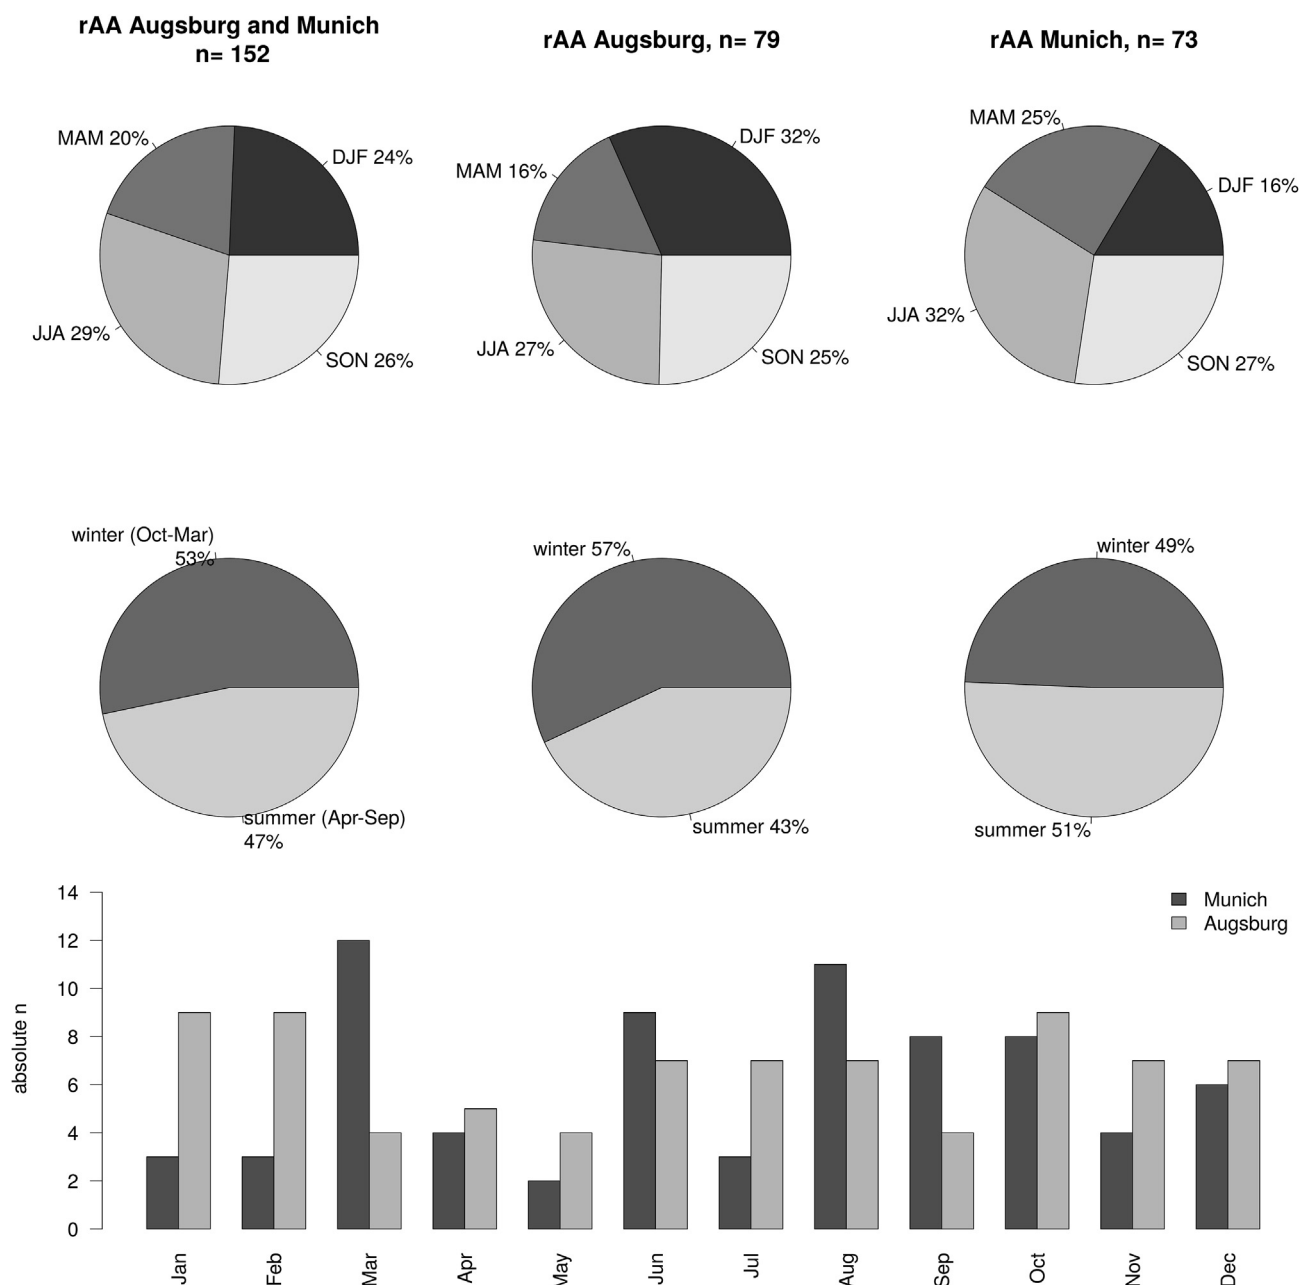 rAA Augsburg and Munich
n= 152
rAA Augsburg, n= 79
rAA Munich, n= 73
MAM 20%
DJF 24%
JJA 29%
SON 26%
MAM 16%
DJF 32%
JJA 27%
SON 25%
MAM 25%
DJF 16%
JJA 32%
SON 27%
winter (Oct-Mar)
53%
summer (Apr-Sep)
47%
winter 57%
summer 43%
winter 49%
summer 51%
absolute n
14
12
10
8
6
4
2
0
Munich
Augsburg
Jan
Feb
Mar
Apr
May
Jun
Jul
Aug
Sep
Oct
Nov
Dec